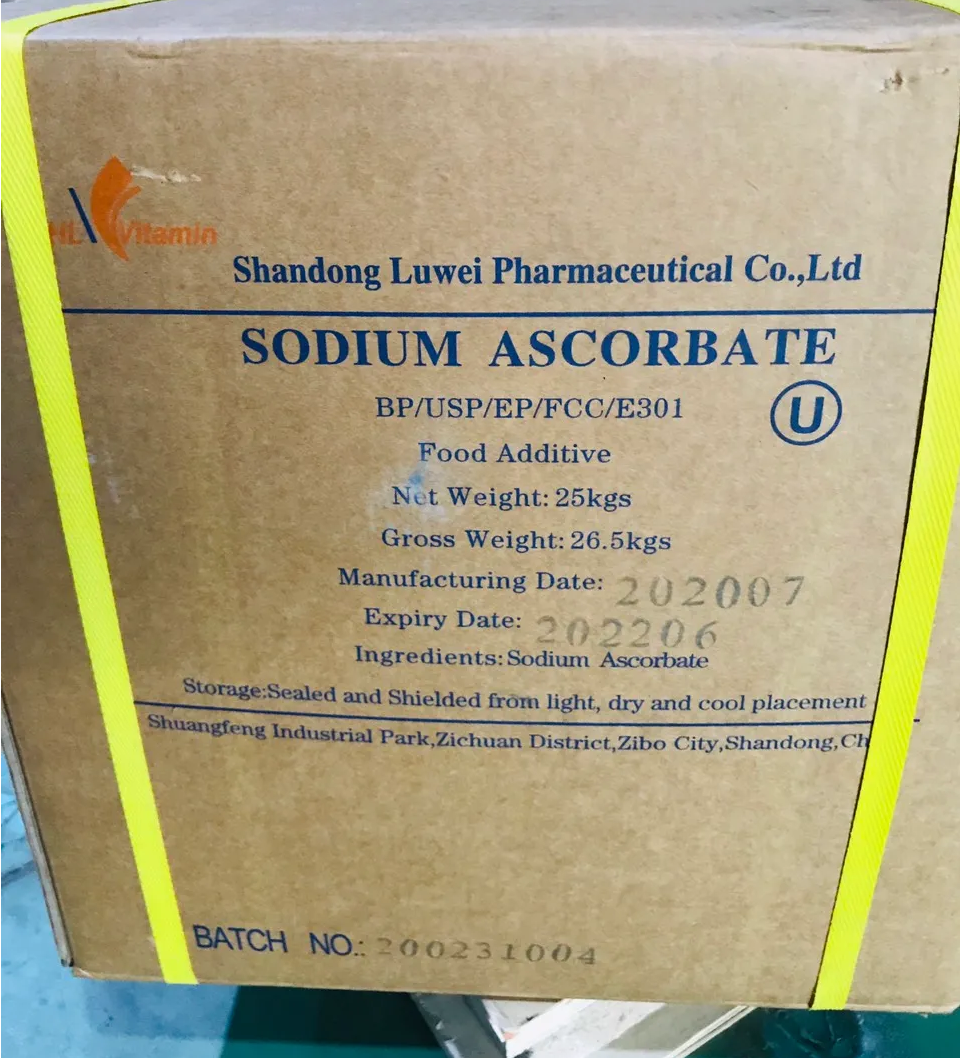 HL Vitamin
Shandong Luwei Pharmaceutical Co.,Ltd
SODIUM ASCORBATE
BP/USP/EP/FCC/E301
U
Food Additive
Net Weight: 25kgs
Gross Weight: 26.5kgs
Manufacturing Date: 202007
Expiry Date: 202206
Ingredients: Sodium Ascorbate
Storage:Sealed and Shielded from light, dry and cool placement
Shuangfeng Industrial Park,Zichuan District,Zibo City,Shandong,Ch
BATCH NO.: 200231004